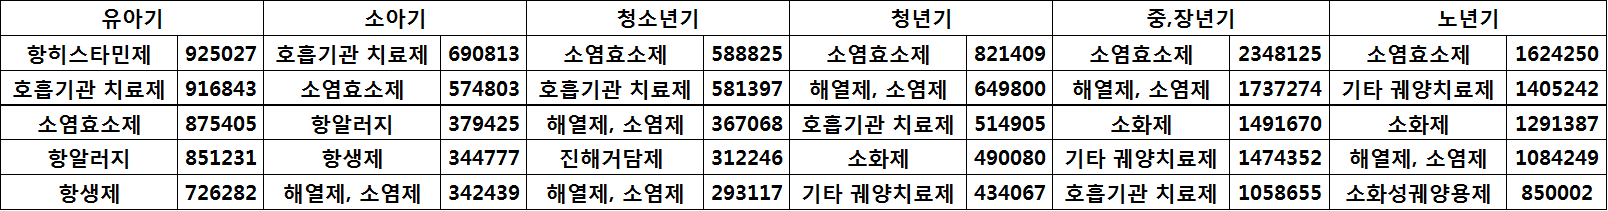 유아기 소아기 청소년기 청년기 중,장년기 노년기
항히스타민제 925027 호흡기관 치료제 690813 소염효소제 588825 소염효소제 821409 소염효소제 2348125 소염효소제 1624250
호흡기관 치료제 916843 소염효소제 574803 호흡기관 치료제 581397 해열제, 소염제 649800 해열제, 소염제 1737274 기타 궤양치료제 1405242
소염효소제 875405 항알러지 379425 해열제, 소염제 367068 호흡기관 치료제 514905 소화제 1491670 소화제 1291387
항알러지 851231 항생제 344777 진해거담제 312246 소화제 490080 기타 궤양치료제 1474352 해열제, 소염제 1084249
항생제 726282 해열제, 소염제 342439 해열제, 소염제 293117 기타 궤양치료제 434067 호흡기관 치료제 1058655 소화성궤양용제 850002